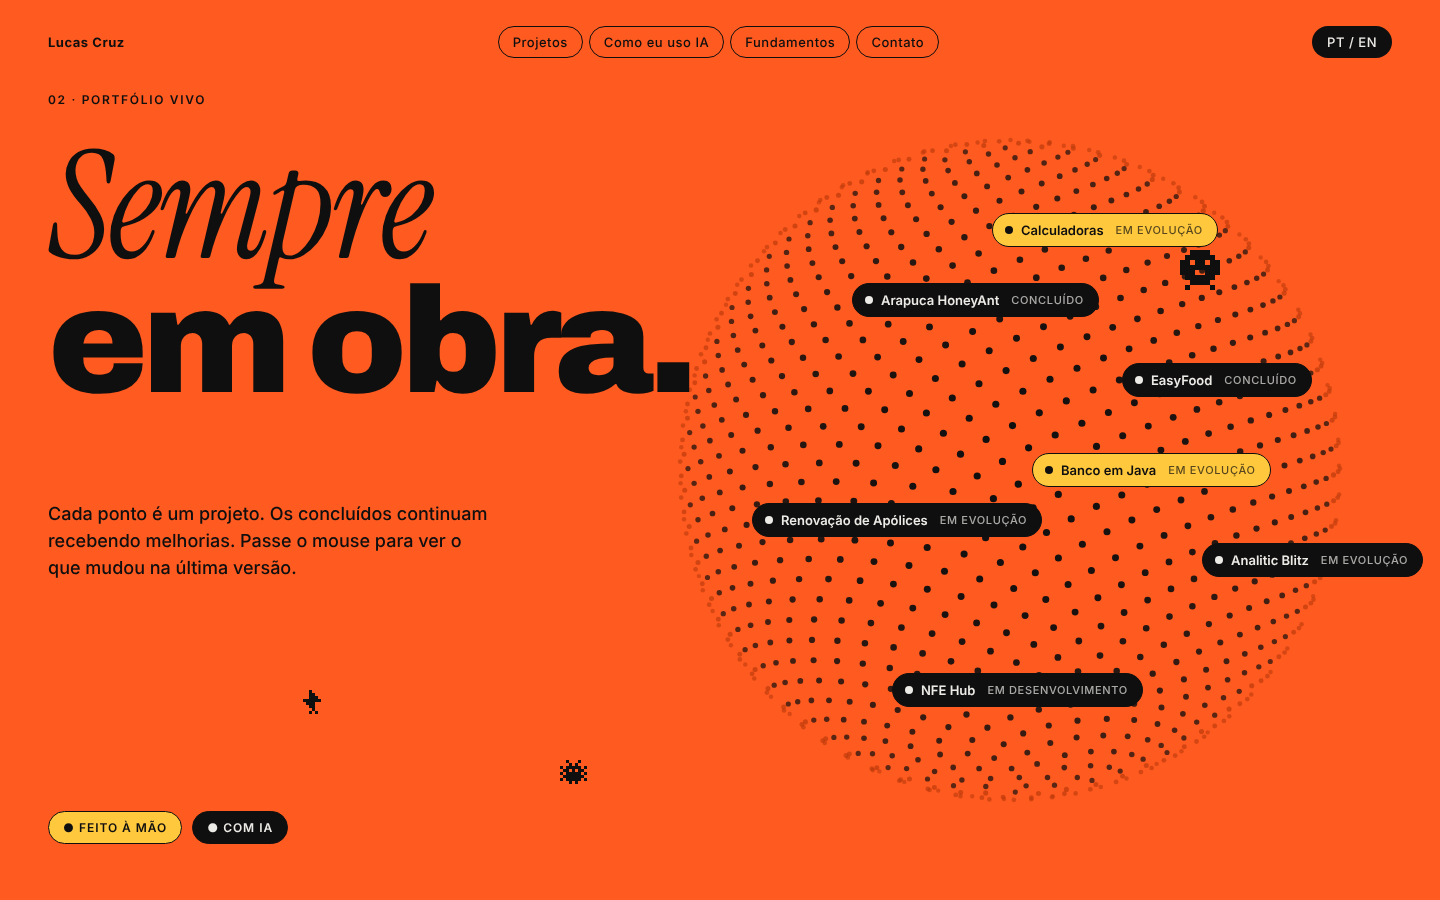 Lucas Cruz
Projetos
Como eu uso IA
Fundamentos
Contato
PT / EN
02 · PORTFÓLIO VIVO
Sempre
em obra.
Cada ponto é um projeto. Os concluídos continuam
recebendo melhorias. Passe o mouse para ver o
que mudou na última versão.
Calculadoras EM EVOLUÇÃO
Arapuca HoneyAnt CONCLUÍDO
EasyFood CONCLUÍDO
Banco em Java EM EVOLUÇÃO
Renovação de Apólices EM EVOLUÇÃO
Analitic Blitz EM EVOLUÇÃO
NFE Hub EM DESENVOLVIMENTO
FEITO À MÃO
COM IA